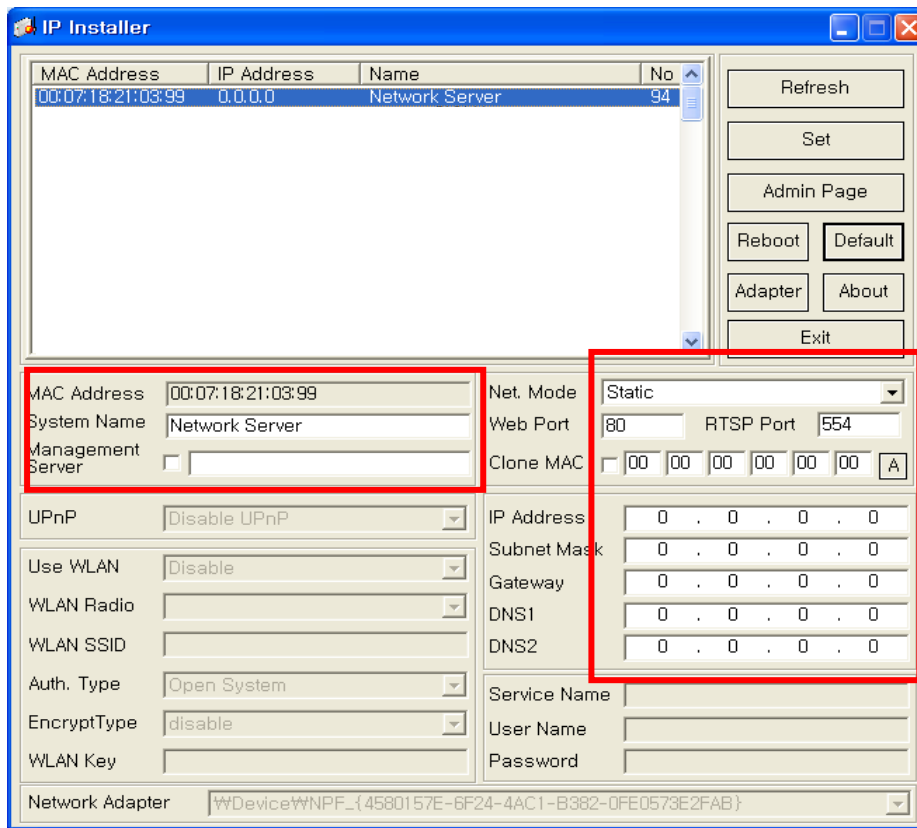 IP Installer
MAC Address IP Address Name No
00:07:18:21:03:99 0.0.0.0 Network Server 94
Refresh
Set
Admin Page
Reboot Default
Adapter About
Exit
MAC Address 00:07:18:21:03:99
System Name Network Server
Management Server
Net. Mode Static
Web Port 80 RTSP Port 554
Clone MAC 00 00 00 00 00 00 A
UPnP Disable UPnP
Use WLAN Disable
WLAN Radio
WLAN SSID
Auth. Type Open System
EncryptType disable
WLAN Key
IP Address 0 . 0 . 0 . 0
Subnet Mask 0 . 0 . 0 . 0
Gateway 0 . 0 . 0 . 0
DNS1 0 . 0 . 0 . 0
DNS2 0 . 0 . 0 . 0
Service Name
User Name
Password
Network Adapter ₩Device₩NPF_{4580157E-6F24-4AC1-B382-0FE0573E2FAB}